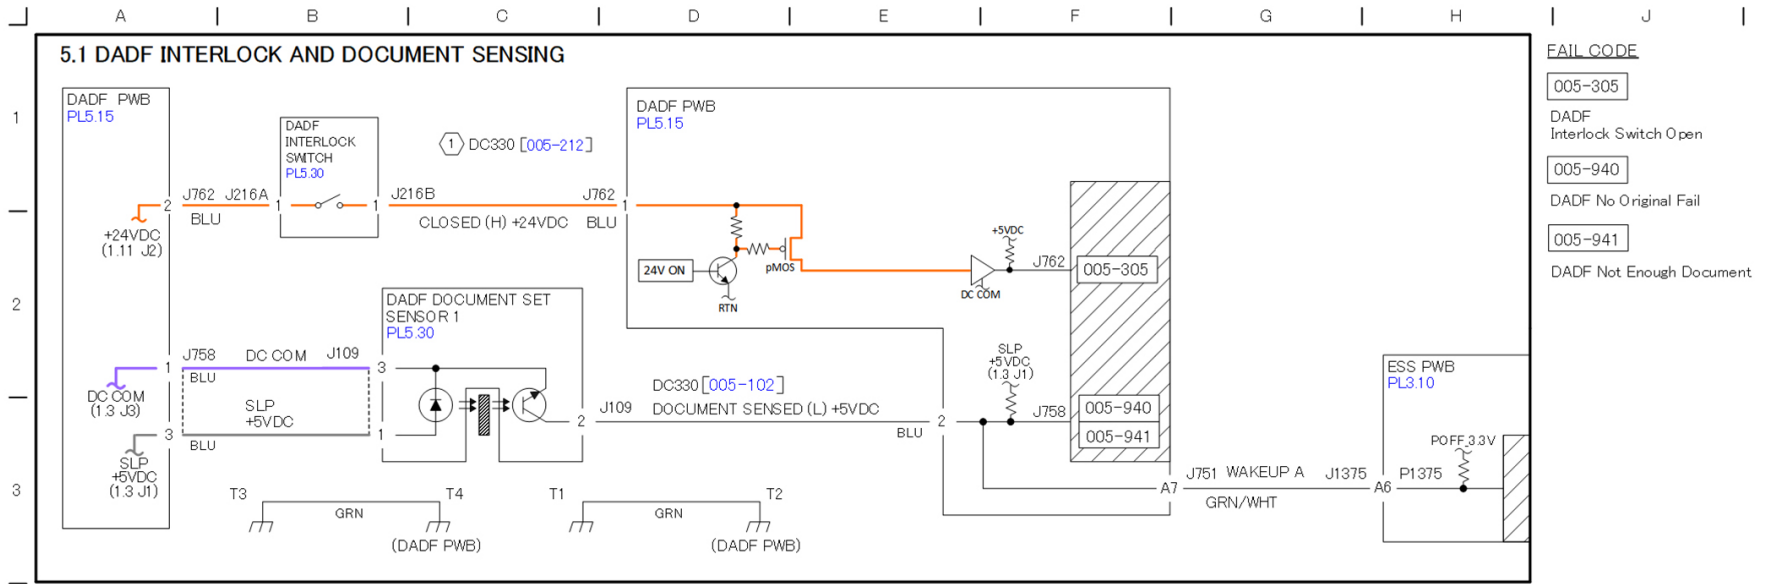 A B C D E F G H J
5.1 DADF INTERLOCK AND DOCUMENT SENSING
FAIL CODE
005-305
DADF
Interlock Switch Open
005-940
DADF No Original Fail
005-941
DADF Not Enough Document
1
2
3
DADF PWB
PL5.15
2
J762
BLU
+24VDC
(1.11 J2)
J216A
1
DADF
INTERLOCK
SWITCH
PL5.30
1
J216B
1 DC330 [005-212]
CLOSED (H) +24VDC
J762
BLU
1
DADF PWB
PL5.15
24V ON
RTN
pMOS
DC COM
+5VDC
J762
005-305
1
J758
BLU
DC COM
(1.3 J3)
DC COM
J109
3
SLP
+5VDC
3
BLU
SLP
+5VDC
(1.3 J1)
1
DADF DOCUMENT SET
SENSOR 1
PL5.30
2
J109
DC330 [005-102]
DOCUMENT SENSED (L) +5VDC
BLU
2
SLP
+5VDC
(1.3 J1)
J758
005-940
005-941
ESS PWB
PL3.10
POFF_3.3V
A7
J751 WAKEUP A J1375
GRN/WHT
A6
P1375
T3
GRN
T4
(DADF PWB)
T1
GRN
T2
(DADF PWB)